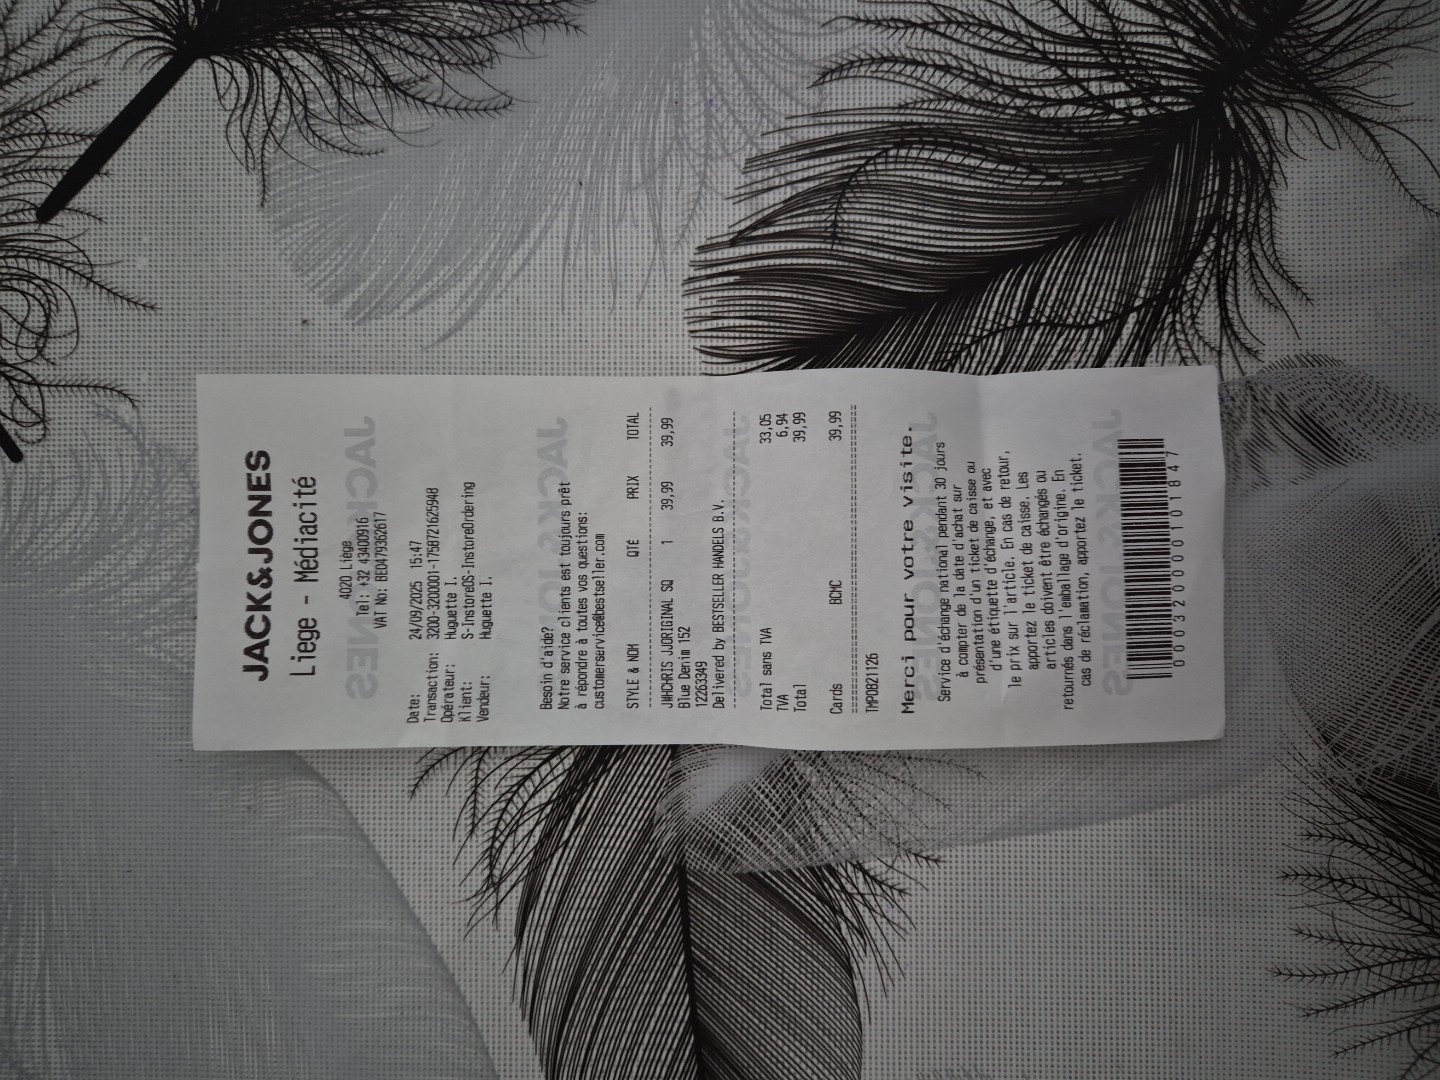 JACK&JONES
Liege - Médiacité
4020 Liége
Tel: +32 43400916
VAT No: BE0479362617
Date: 24/09/2025 15:47
Transaction: 3200-320001-1758721625948
Opérateur: Huguette I.
Klient: S-InstoreOS-InstoreOrdering
Vendeur: Huguette I.
Besoin d'aide?
Notre service clients est toujours prêt
à répondre à toutes vos questions:
customerservice@bestseller.com
STYLE & NOM QTÉ PRIX TOTAL
JWHCHRIS JJORIGINAL SQ 1 39,99 39,99
Blue Denim 152
12263349
Delivered by BESTSELLER HANDELS B.V.
Total sans TVA 33,05
TVA 6,94
Total 39,99
Cards BCMC 39,99
TMP0821126
Merci pour votre visite.
Service d'échange national pendant 30 jours
à compter de la date d'achat sur
présentation d'un ticket de caisse ou
d'une étiquette d'échange, et avec
le prix sur l'article. En cas de retour,
apportez le ticket de caisse. Les
articles doivent être échangés ou
retournés dans l'emballage d'origine. En
cas de réclamation, apportez le ticket.
0003200001018​47